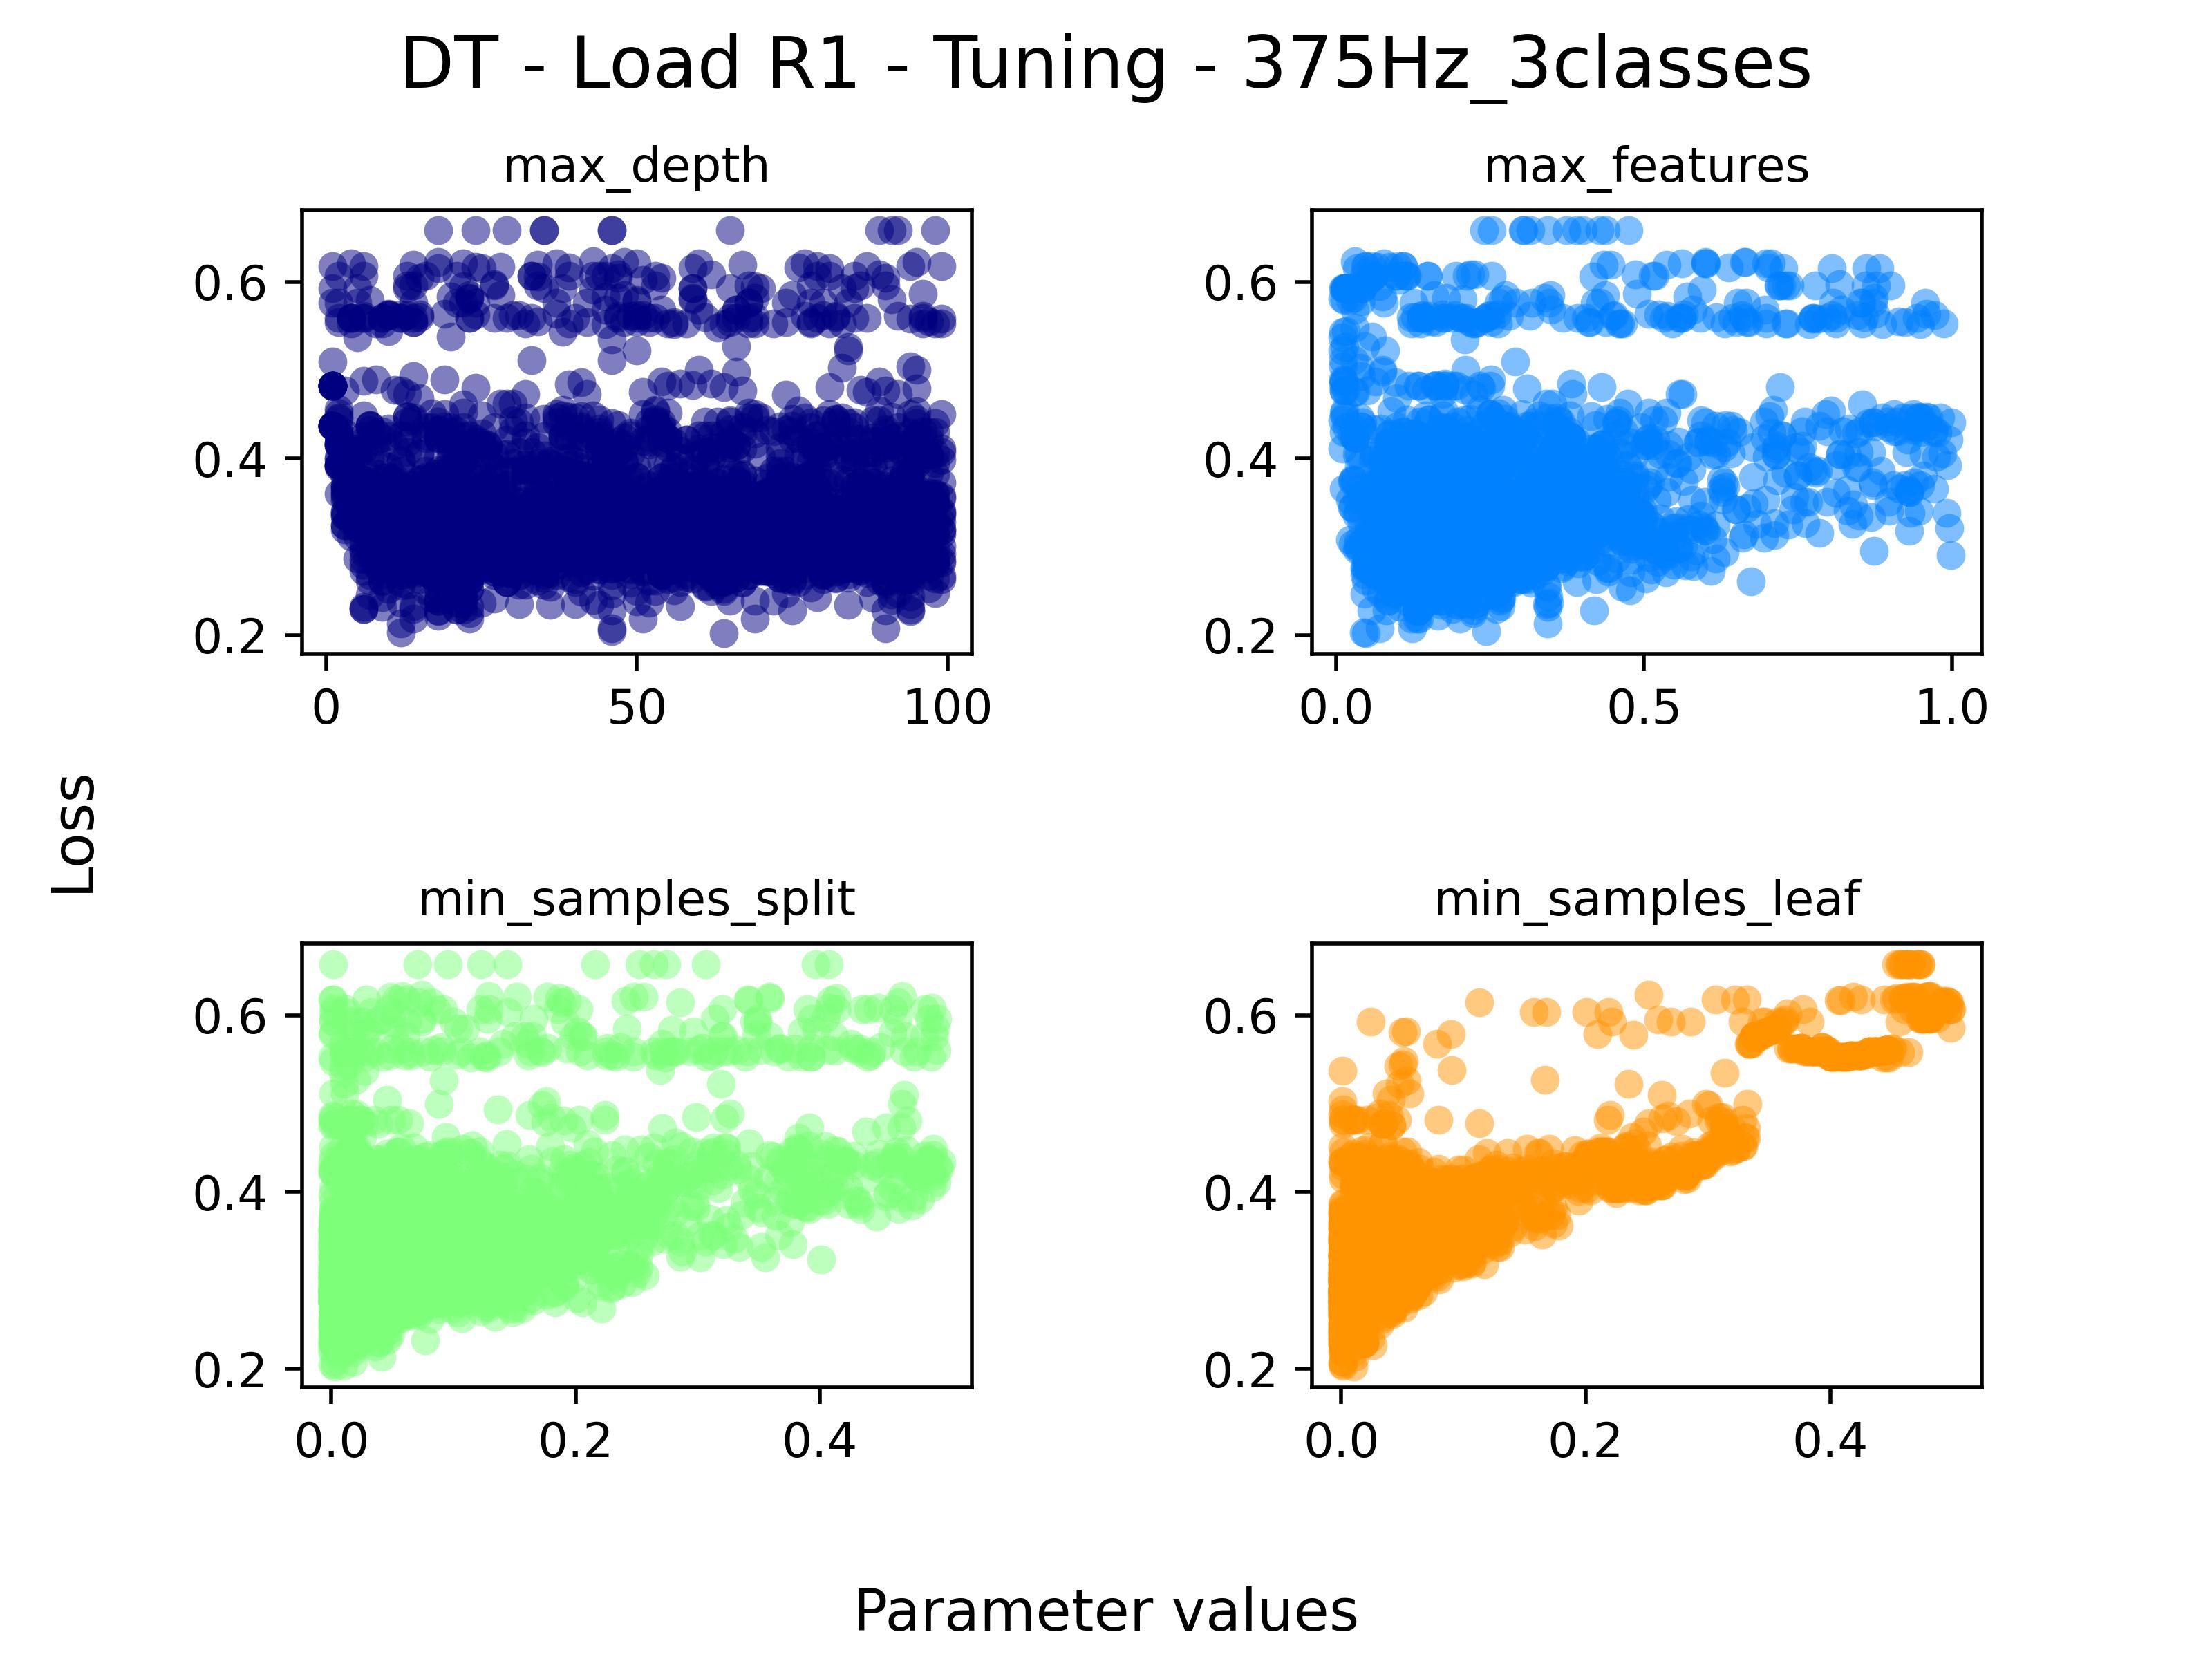 DT - Load R1 - Tuning - 375Hz_3classes
max_depth
max_features
0.6
0.4
0.2
0 50 100
0.6
0.4
0.2
0.0 0.5 1.0
Loss
min_samples_split
min_samples_leaf
0.6
0.4
0.2
0.0 0.2 0.4
0.6
0.4
0.2
0.0 0.2 0.4
Parameter values